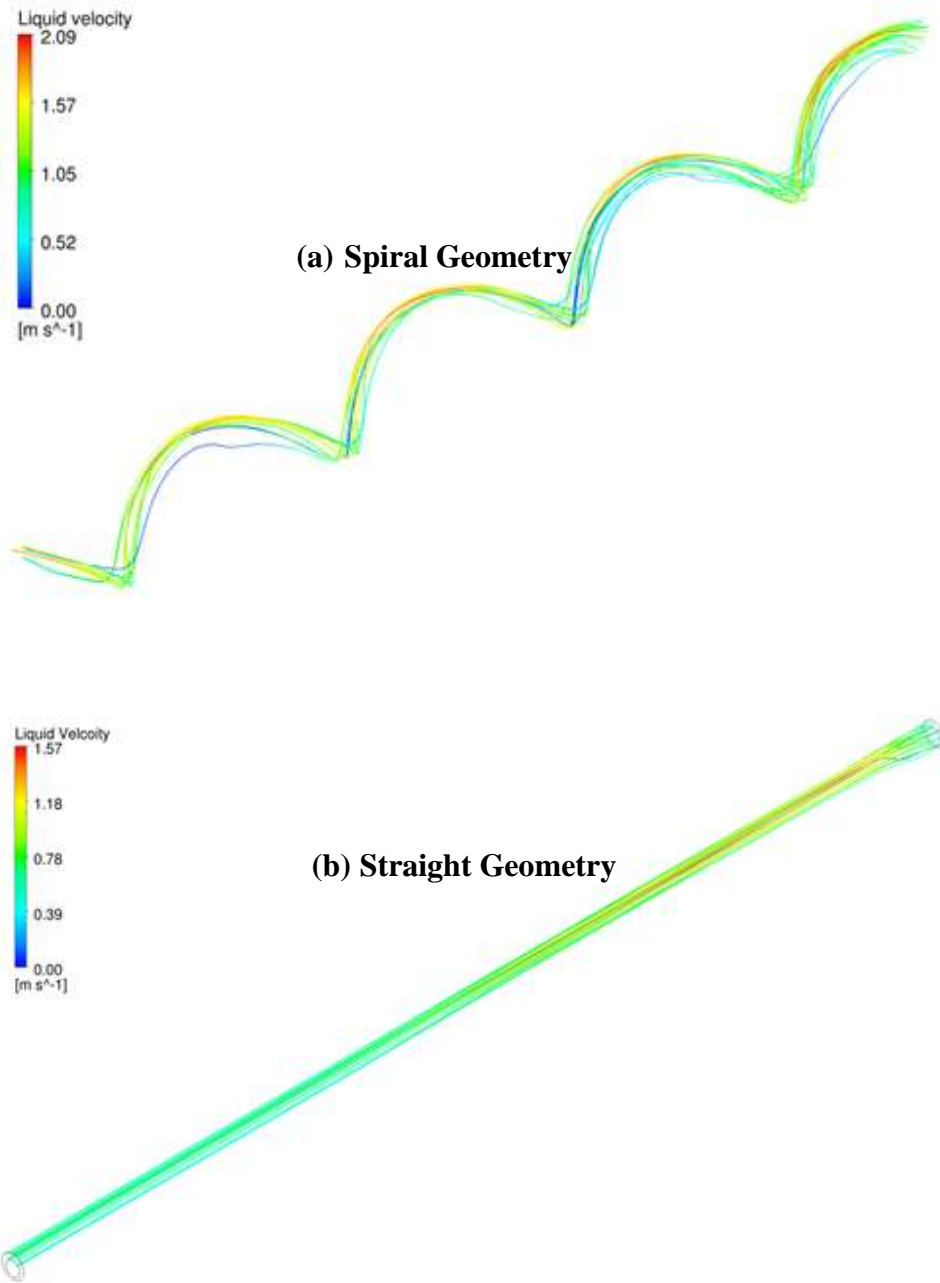 Liquid velocity
2.09
1.57
1.05
0.52
0.00
[m s^-1]
(a) Spiral Geometry
Liquid Velcoity
1.57
1.18
0.78
0.39
0.00
[m s^-1]
(b) Straight Geometry